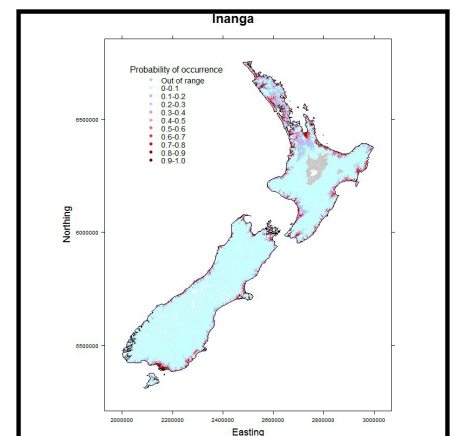 Inanga
Probability of occurrence
Out of range
0-0.1
0.1-0.2
0.2-0.3
0.3-0.4
0.4-0.5
0.5-0.6
0.6-0.7
0.7-0.8
0.8-0.9
0.9-1.0
Northing
6500000
6000000
5500000
2000000 2200000 2400000 2600000 2800000 3000000
Easting